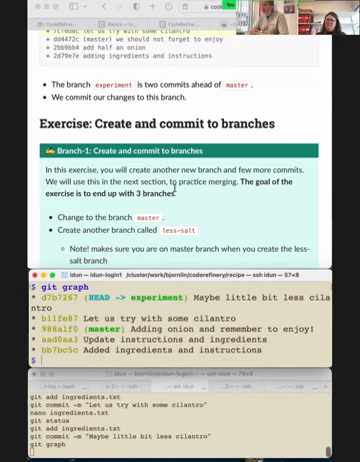 code
You
CodeRefine...
CodeRefin...
* 7cf6dac let us try with some cilantro
* dd4472c (master) we should not forget to enjoy
* 2bb9bb4 add half an onion
* 2d79e7e adding ingredients and instructions
• The branch experiment is two commits ahead of master.
• We committed our changes to this branch.
Exercise: Create and commit to branches
Branch-1: Create and commit to branches
In this exercise, you will create another new branch and few more commits.
We will use this in the next section, to practice merging. The goal of the
exercise is to end up with 3 branches.
• Change to the branch master.
• Create another branch called less-salt
◦ Note! makes sure you are on master branch when you create the less-
salt branch
idun — idun-login1 /cluster/work/bjornlin/coderefinery/recipe — ssh idun — 57×8
$ git graph
* d7b7267 (HEAD -> experiment) Maybe little bit less cila
ntro
* b11fe87 Let us try with some cilantro
* 988a1f0 (master) Adding onion and remember to enjoy!
* aad0aa3 Update instructions and ingredients
* bb7bc5c Added ingredients and instructions
$
git add ingredients.txt
git commit -m "Let us try with some cilantro"
nano ingredients.txt
git status
git add ingredients.txt
git commit -m "Maybe little bit less cilantro"
git graph